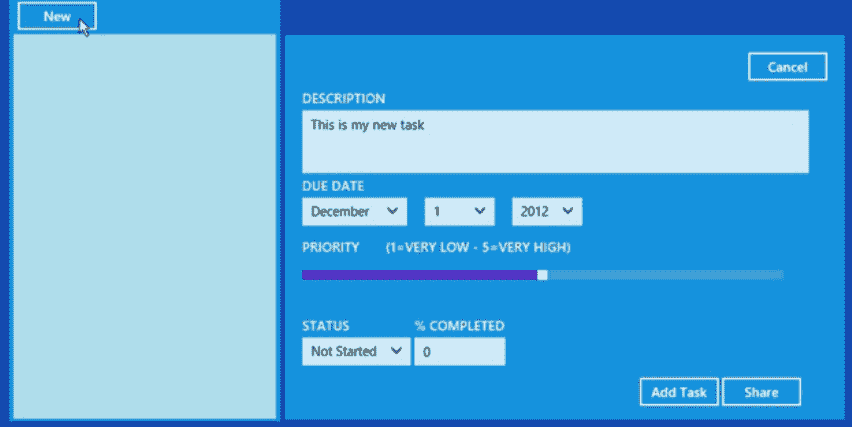 New
Cancel
DESCRIPTION
This is my new task
DUE DATE
December 1 2012
PRIORITY (1=VERY LOW - 5=VERY HIGH)
STATUS % COMPLETED
Not Started 0
Add Task Share